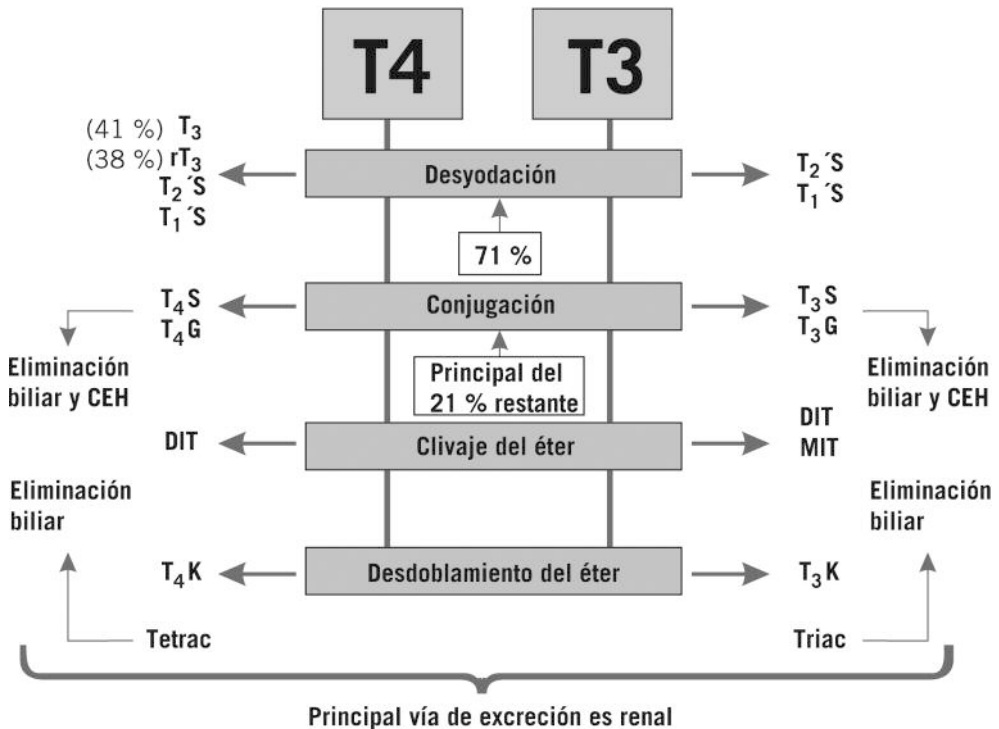 T4
T3
(41 %) T3
(38 %) rT3
T2´S
T1´S
Desyodación
T2´S
T1´S
71 %
T4S
T4G
Conjugación
T3S
T3G
Eliminación
biliar y CEH
Principal del
21 % restante
Eliminación
biliar y CEH
DIT
Clivaje del éter
DIT
MIT
Eliminación
biliar
Eliminación
biliar
T4K
Desdoblamiento del éter
T3K
Tetrac
Triac
Principal vía de excreción es renal